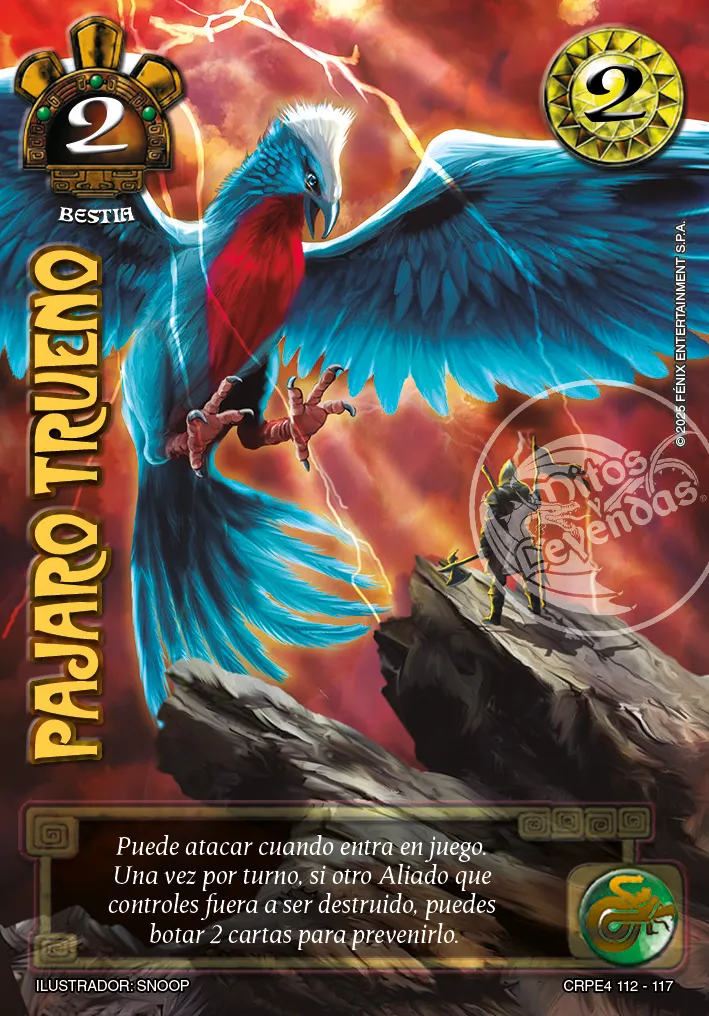 2
2
BESTIA
PAJARO TRUENO
© 2025 FÉNIX ENTERTAINMENT S.P.A.
Mitos
y
Leyendas®
Puede atacar cuando entra en juego.
Una vez por turno, si otro Aliado que
controles fuera a ser destruido, puedes
botar 2 cartas para prevenirlo.
ILUSTRADOR: SNOOP
CRPE4 112 - 117